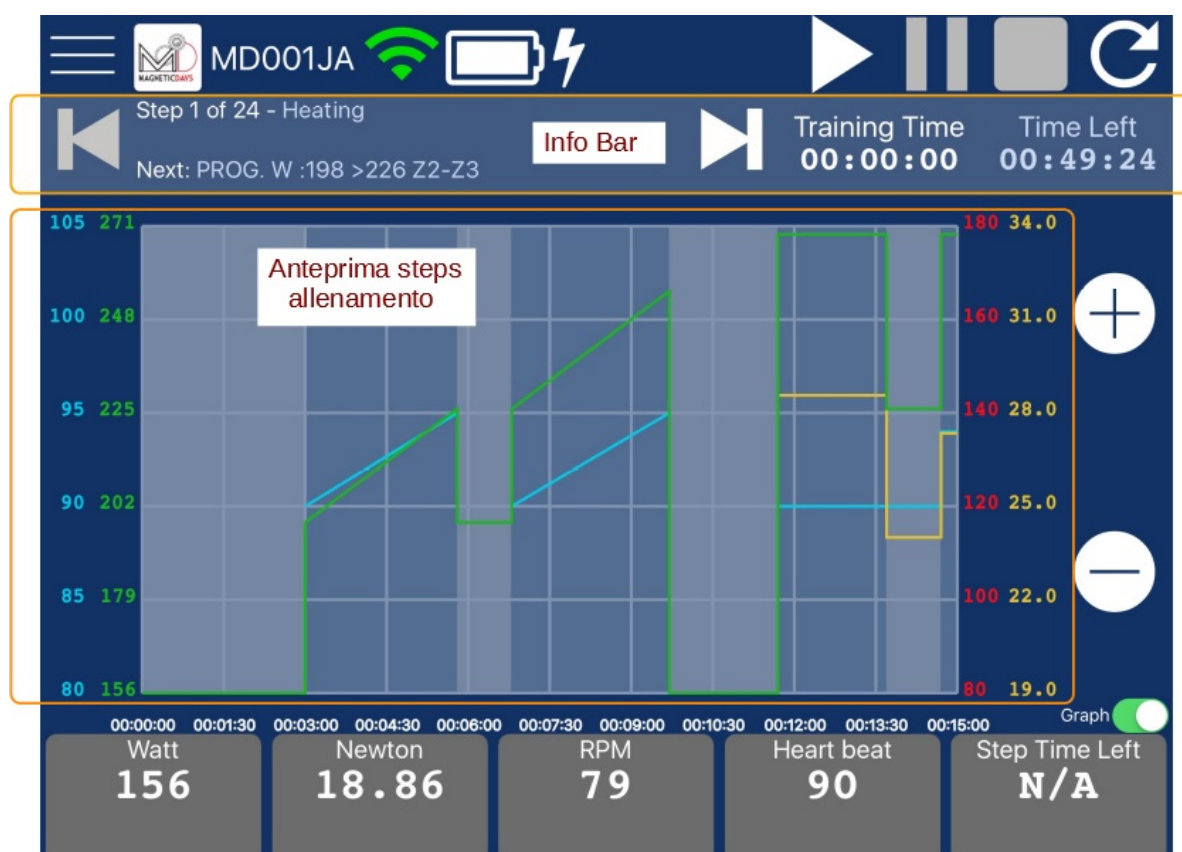 MAGNETICDAYS
MD001JA
Step 1 of 24 - Heating
Info Bar
Training Time
Time Left
00:00:00
00:49:24
Next: PROG. W :198 >226 Z2-Z3
105 271
180 34.0
Anteprima steps
allenamento
100 248
160 31.0
95 225
140 28.0
90 202
120 25.0
85 179
100 22.0
80 156
80 19.0
Graph
00:00:00 00:01:30 00:03:00 00:04:30 00:06:00 00:07:30 00:09:00 00:10:30 00:12:00 00:13:30 00:15:00
Watt
156
Newton
18.86
RPM
79
Heart beat
90
Step Time Left
N/A